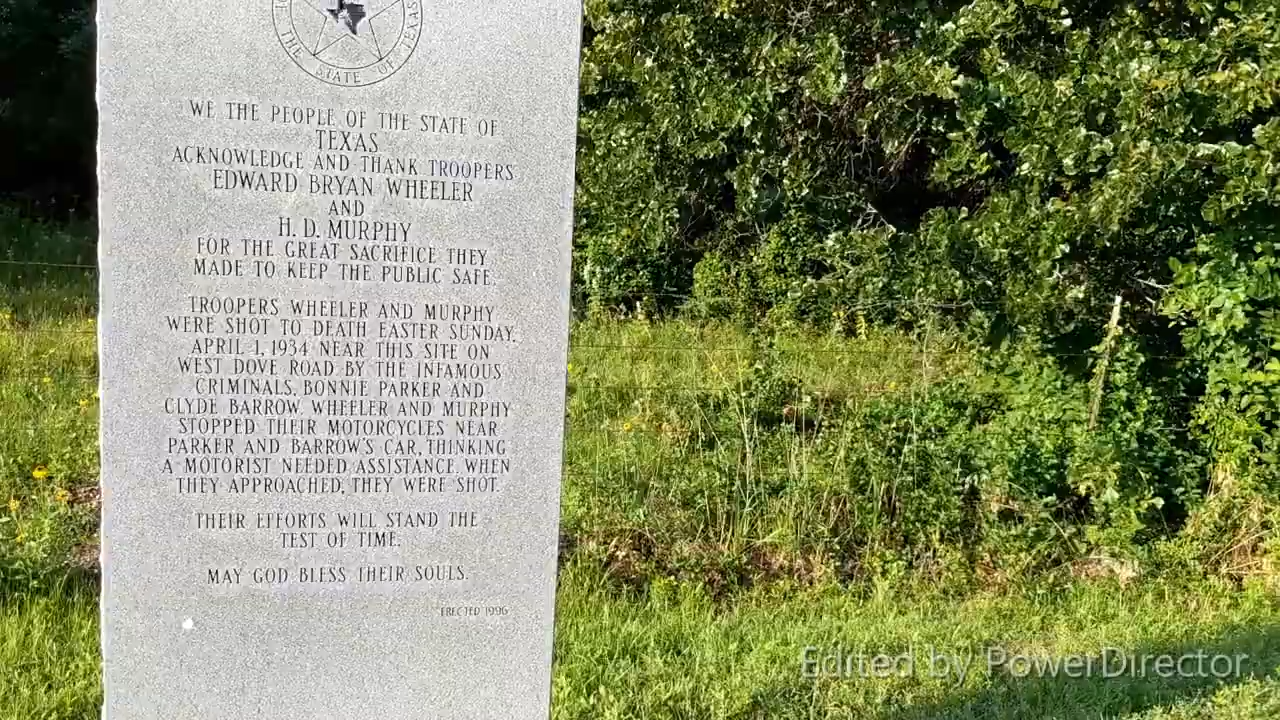 THE STATE OF TEXAS
WE THE PEOPLE OF THE STATE OF
TEXAS
ACKNOWLEDGE AND THANK TROOPERS
EDWARD BRYAN WHEELER
AND
H. D. MURPHY
FOR THE GREAT SACRIFICE THEY
MADE TO KEEP THE PUBLIC SAFE.
TROOPERS WHEELER AND MURPHY
WERE SHOT TO DEATH EASTER SUNDAY,
APRIL 1, 1934 NEAR THIS SITE ON
WEST DOVE ROAD BY THE INFAMOUS
CRIMINALS, BONNIE PARKER AND
CLYDE BARROW. WHEELER AND MURPHY
STOPPED THEIR MOTORCYCLES NEAR
PARKER AND BARROW'S CAR, THINKING
A MOTORIST NEEDED ASSISTANCE. WHEN
THEY APPROACHED, THEY WERE SHOT.
THEIR EFFORTS WILL STAND THE
TEST OF TIME.
MAY GOD BLESS THEIR SOULS.
ERECTED 1996
Edited by PowerDirector